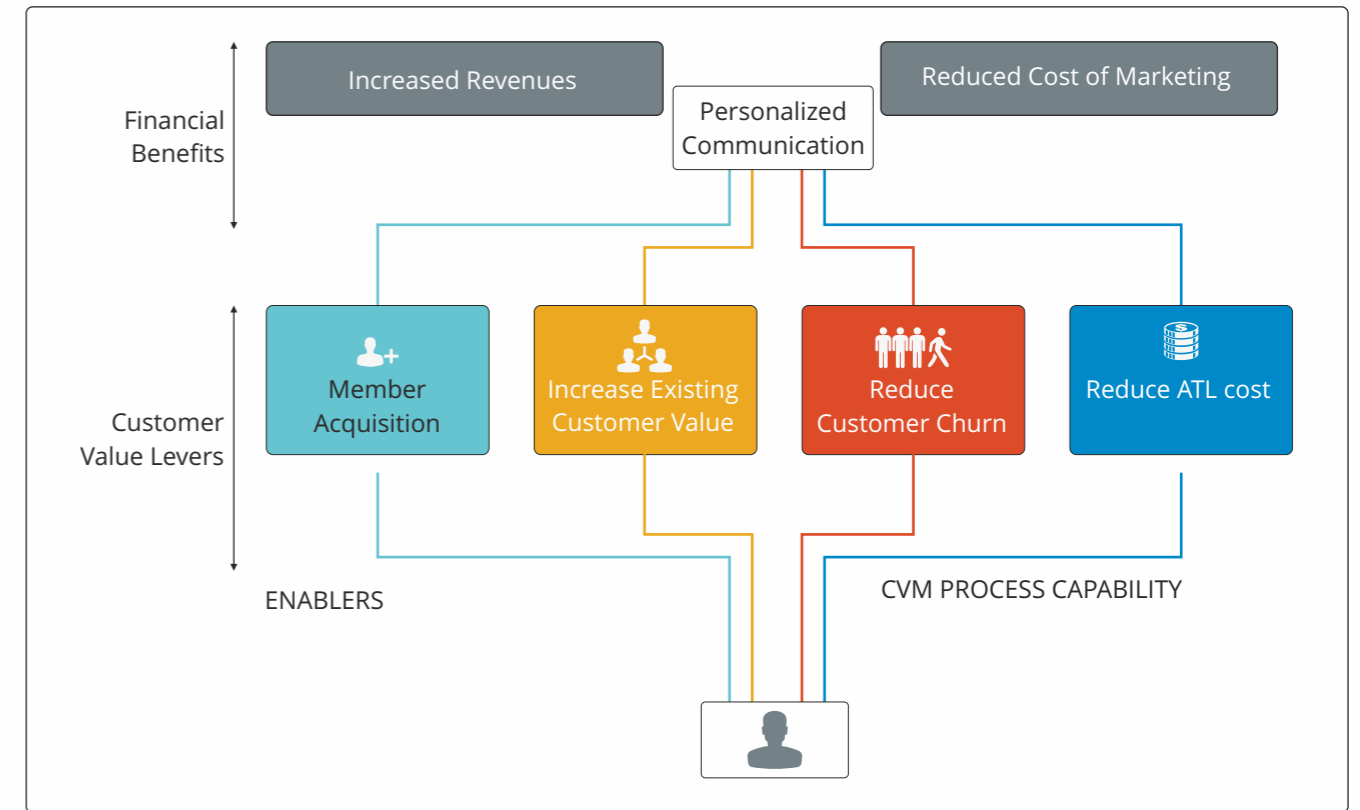 Increased Revenues
Reduced Cost of Marketing
Personalized
Communication
Financial
Benefits
Member
Acquisition
Increase Existing
Customer Value
Reduce
Customer Churn
Reduce ATL cost
Customer
Value Levers
ENABLERS
CVM PROCESS CAPABILITY
$